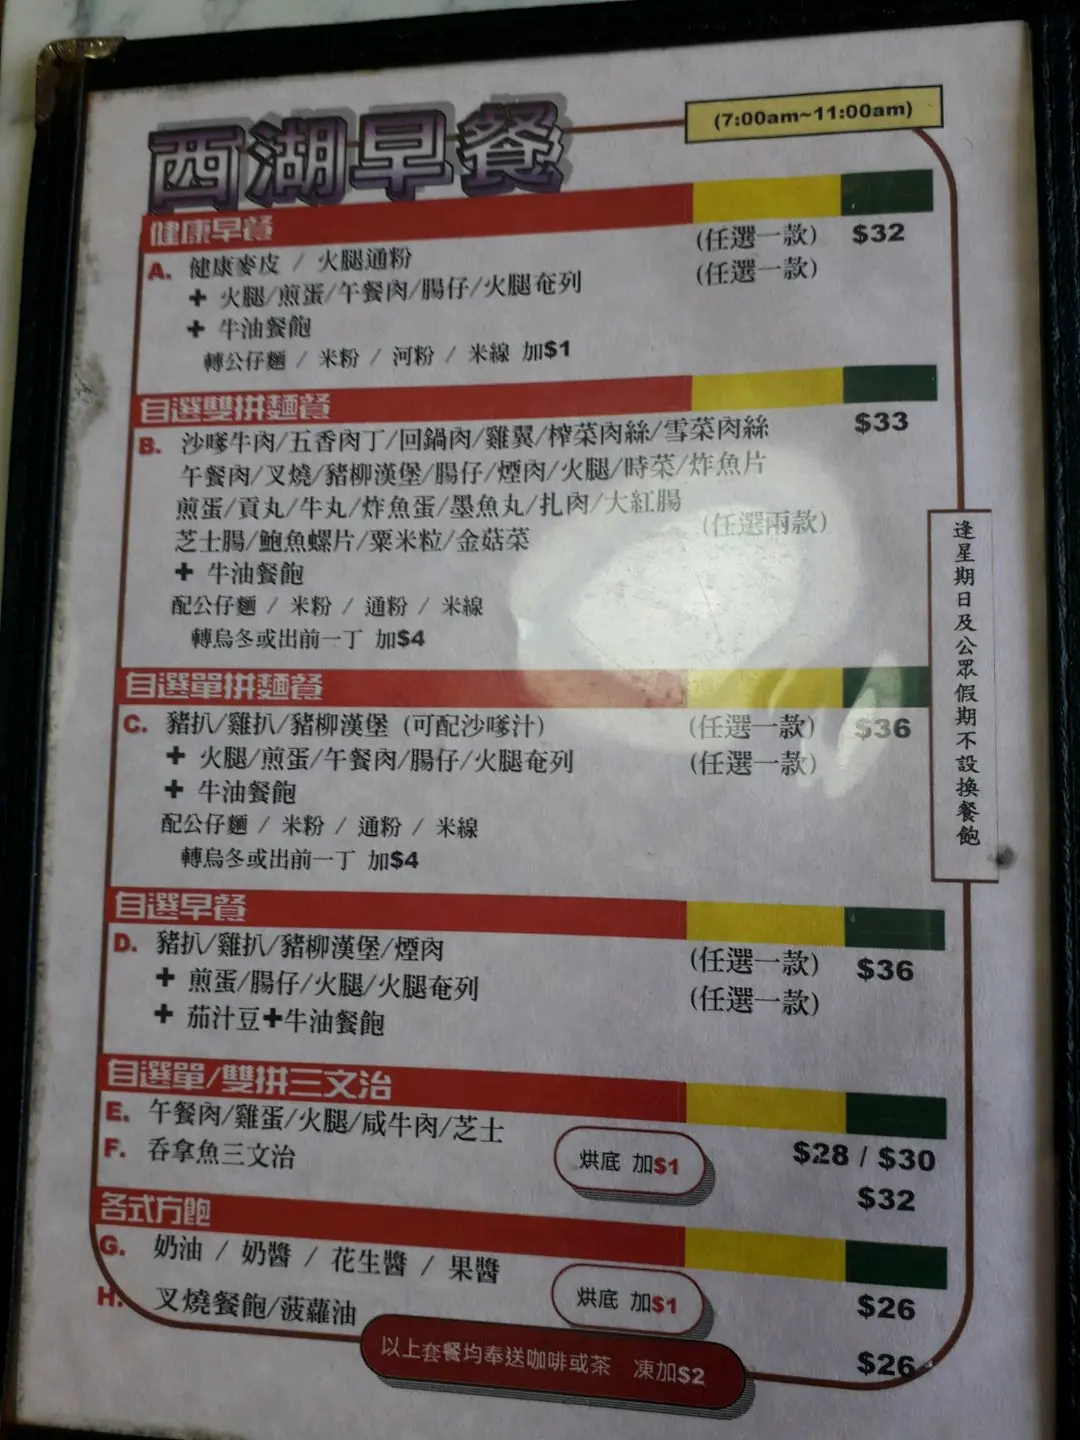 西湖早餐
(7:00am~11:00am)
健康早餐
A. 健康麥皮 / 火腿通粉 (任選一款) $32
+ 火腿/煎蛋/午餐肉/腸仔/火腿奄列 (任選一款)
+ 牛油餐飽
轉公仔麵 / 米粉 / 河粉 / 米線 加$1
自選雙拼麵餐
B. 沙嗲牛肉/五香肉丁/回鍋肉/雞翼/榨菜肉絲/雪菜肉絲 $33
午餐肉/叉燒/豬柳漢堡/腸仔/煙肉/火腿/時菜/炸魚片
煎蛋/貢丸/牛丸/炸魚蛋/墨魚丸/扎肉/大紅腸
芝士腸/鮑魚螺片/粟米粒/金菇菜 (任選兩款)
+ 牛油餐飽
配公仔麵 / 米粉 / 通粉 / 米線
轉烏冬或出前一丁 加$4
自選單拼麵餐
C. 豬扒/雞扒/豬柳漢堡 (可配沙嗲汁) (任選一款) $36
+ 火腿/煎蛋/午餐肉/腸仔/火腿奄列 (任選一款)
+ 牛油餐飽
配公仔麵 / 米粉 / 通粉 / 米線
轉烏冬或出前一丁 加$4
自選早餐
D. 豬扒/雞扒/豬柳漢堡/煙肉 (任選一款) $36
+ 煎蛋/腸仔/火腿/火腿奄列 (任選一款)
+ 茄汁豆+牛油餐飽
自選單/雙拼三文治
E. 午餐肉/雞蛋/火腿/咸牛肉/芝士 $28 / $30
F. 吞拿魚三文治 $32
烘底 加$1
各式方飽
G. 奶油 / 奶醬 / 花生醬 / 果醬 $26
H. 叉燒餐飽/菠蘿油 $26
烘底 加$1
以上套餐均奉送咖啡或茶 凍加$2
逢星期日及公眾假期不設換餐飽